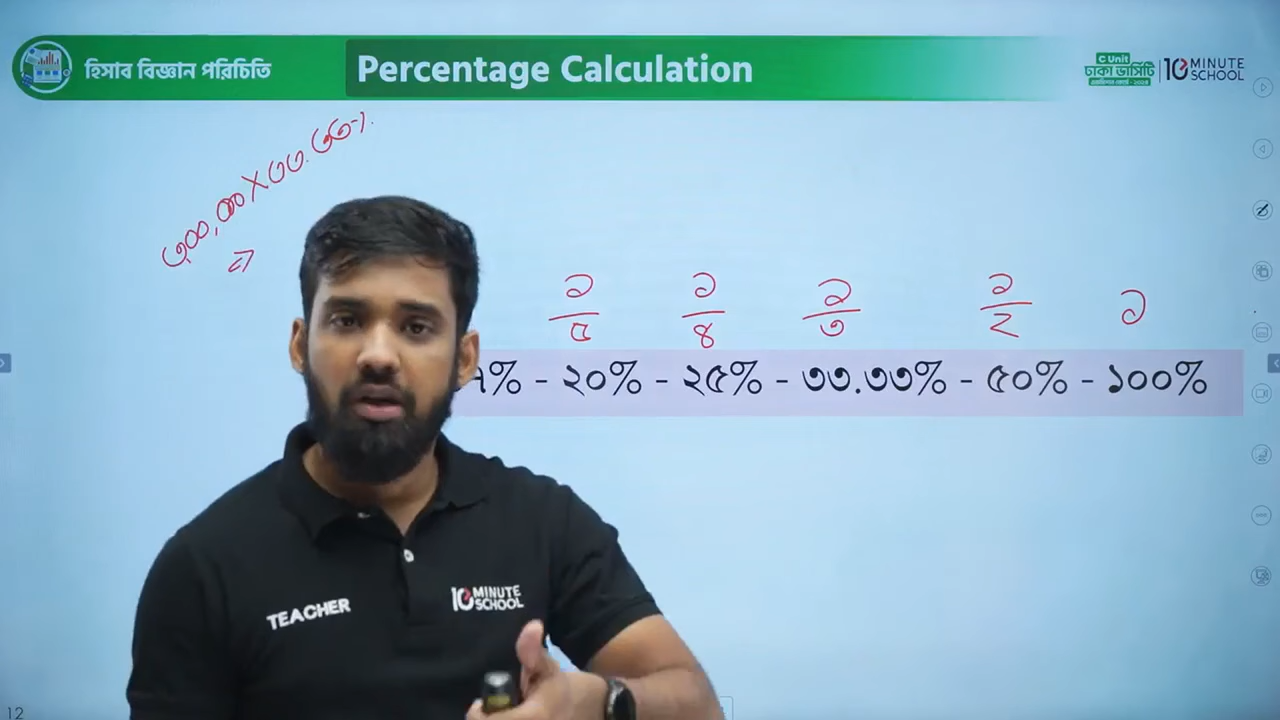 হিসাব বিজ্ঞান পরিচিতি
Percentage Calculation
C Unit
ঢাকা ভার্সিটি
10 MINUTE SCHOOL
৩০০,০০০ × ৩৩.৩৩%
=>
১/৫ ১/৪ ১/৩ ১/২ ১
৭% - ২০% - ২৫% - ৩৩.৩৩% - ৫০% - ১০০%
TEACHER
10 MINUTE SCHOOL
12